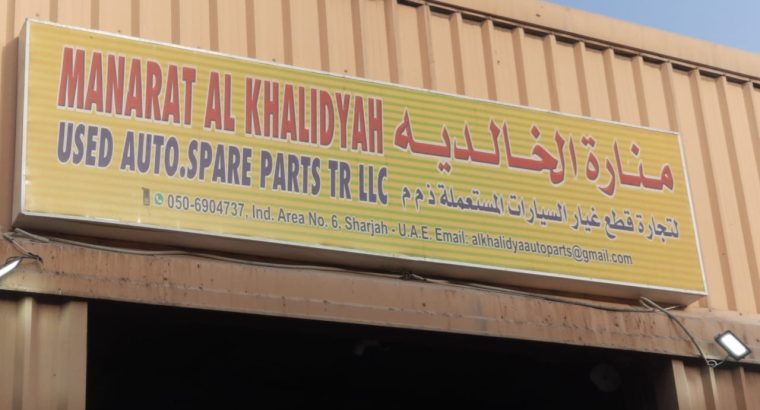 MANARAT AL KHALIDYAH منارة الخالديه
USED AUTO.SPARE PARTS TR LLC لتجارة قطع غيار السيارات المستعملة ذ م م
050-6904737, Ind. Area No. 6, Sharjah - U.A.E. Email: alkhalidyaautoparts@gmail.com